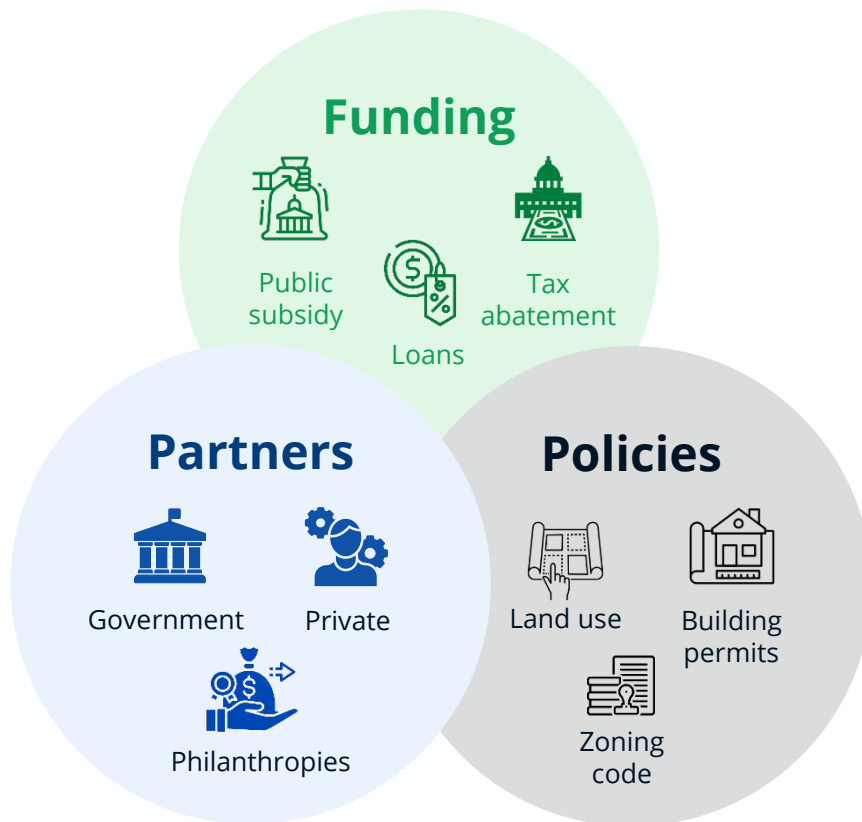 Funding
Public
subsidy
Loans
Tax
abatement
Partners
Government
Private
Philanthropies
Policies
Land use
Building
permits
Zoning
code